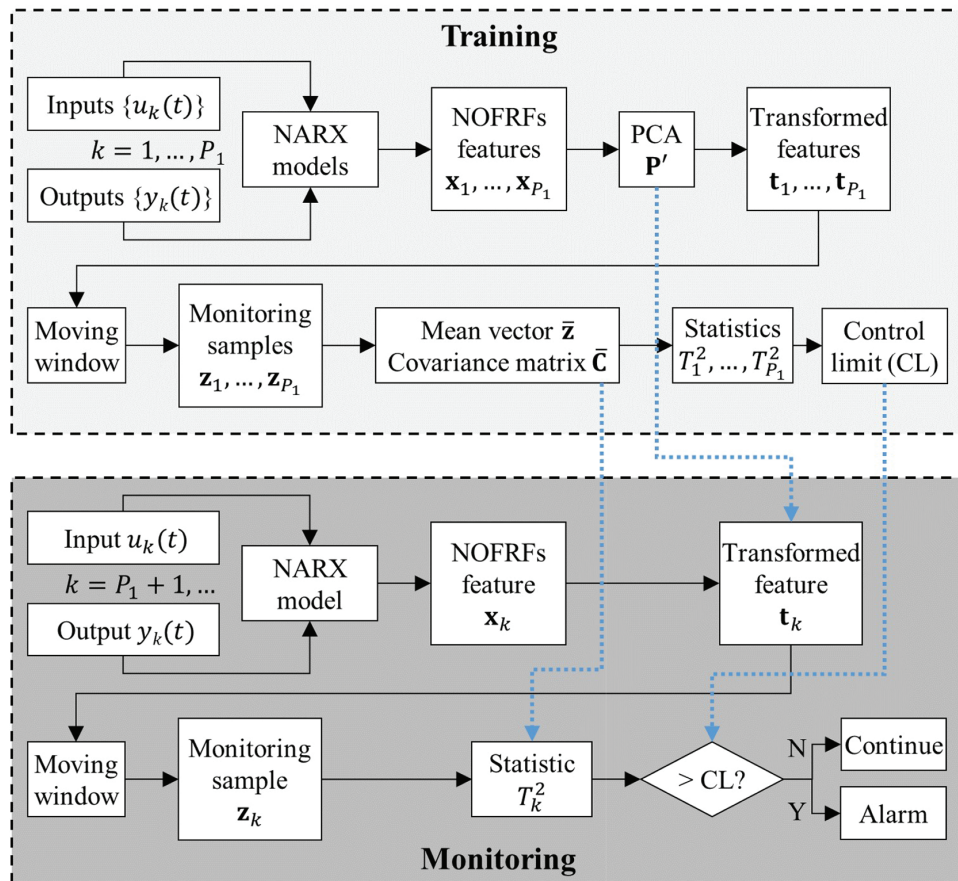 Training
Inputs {u_k(t)}
k = 1, … , P_1
Outputs {y_k(t)}
NARX
models
NOFRFs
features
𝐱_1, … , 𝐱_{P_1}
PCA
𝐏′
Transformed
features
𝐭_1, … , 𝐭_{P_1}
Moving
window
Monitoring
samples
𝐳_1, … , 𝐳_{P_1}
Mean vector 𝐳̄
Covariance matrix 𝐂̄
Statistics
T_1^2, … , T_{P_1}^2
Control
limit (CL)
Input u_k(t)
k = P_1 + 1, …
Output y_k(t)
NARX
model
NOFRFs
feature
𝐱_k
Transformed
feature
𝐭_k
Moving
window
Monitoring
sample
𝐳_k
Statistic
T_k^2
> CL?
N
Continue
Y
Alarm
Monitoring